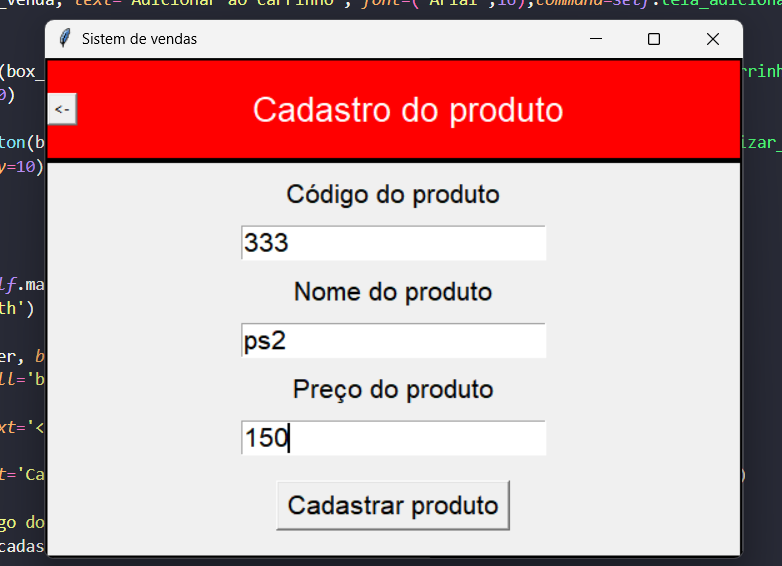 _venda, text='Adicionar ao carrinho', font=('Arial',10),command=self.tela_adiciona
Sistem de vendas
(box_
rrinh
0)
<-
Cadastro do produto
ton(b
izar_
y=10)
Código do produto
333
lf.ma
Nome do produto
th')
ps2
er, b
ll='b
Preço do produto
xt='<
150
t='Ca
)
Cadastrar produto
go do
cadas